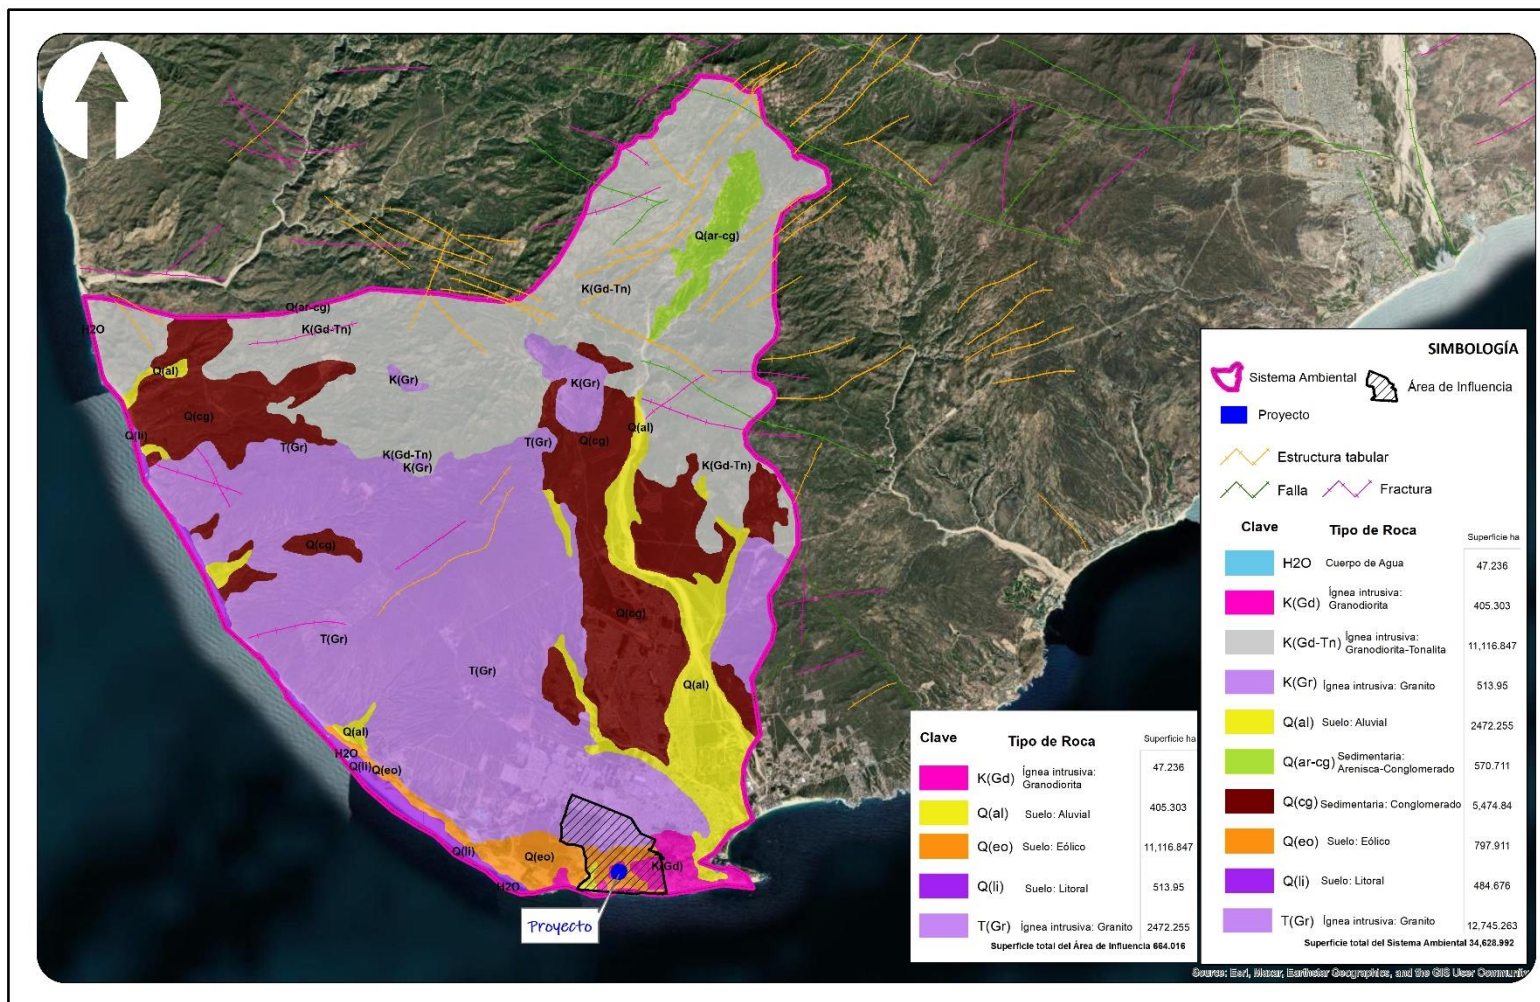 Q(ar-cg)
K(Gd-Tn)
Q(ar-cg)
H2O
K(Gd-Tn)
Q(al)
K(Gr)
K(Gr)
Q(cg)
Q(li)
T(Gr)
T(Gr)
Q(cg)
Q(al)
K(Gd-Tn)
K(Gr)
K(Gd-Tn)
Q(cg)
Q(cg)
T(Gr)
T(Gr)
Q(al)
Q(al)
H2O
Q(li)
Q(eo)
Q(li)
Q(eo)
K(Gd)
H2O
Proyecto
Clave Tipo de Roca Superficie ha
K(Gd) Ígnea intrusiva: Granodiorita 47.236
Q(al) Suelo: Aluvial 405.303
Q(eo) Suelo: Eólico 11,116.847
Q(li) Suelo: Litoral 513.95
T(Gr) Ígnea intrusiva: Granito 2472.255
Superficie total del Área de Influencia 664.016
SIMBOLOGÍA
Sistema Ambiental Área de Influencia
Proyecto
Estructura tabular
Falla Fractura
Clave Tipo de Roca Superficie ha
H2O Cuerpo de Agua 47.236
K(Gd) Ígnea intrusiva: Granodiorita 405.303
K(Gd-Tn) Ígnea intrusiva: Granodiorita-Tonalita 11,116.847
K(Gr) Ígnea intrusiva: Granito 513.95
Q(al) Suelo: Aluvial 2472.255
Q(ar-cg) Sedimentaria: Arenisca-Conglomerado 570.711
Q(cg) Sedimentaria: Conglomerado 5,474.84
Q(eo) Suelo: Eólico 797.911
Q(li) Suelo: Litoral 484.676
T(Gr) Ígnea intrusiva: Granito 12,745.263
Superficie total del Sistema Ambiental 34,628.992
Source: Esri, Maxar, Earthstar Geographics, and the GIS User Community